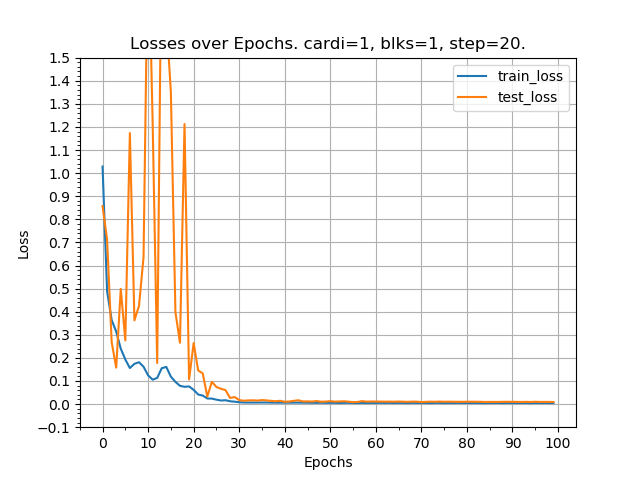 Losses over Epochs. cardi=1, blks=1, step=20.
train_loss
test_loss
1.5
1.4
1.3
1.2
1.1
1.0
0.9
0.8
0.7
0.6
0.5
0.4
0.3
0.2
0.1
0.0
−0.1
Loss
0 10 20 30 40 50 60 70 80 90 100
Epochs